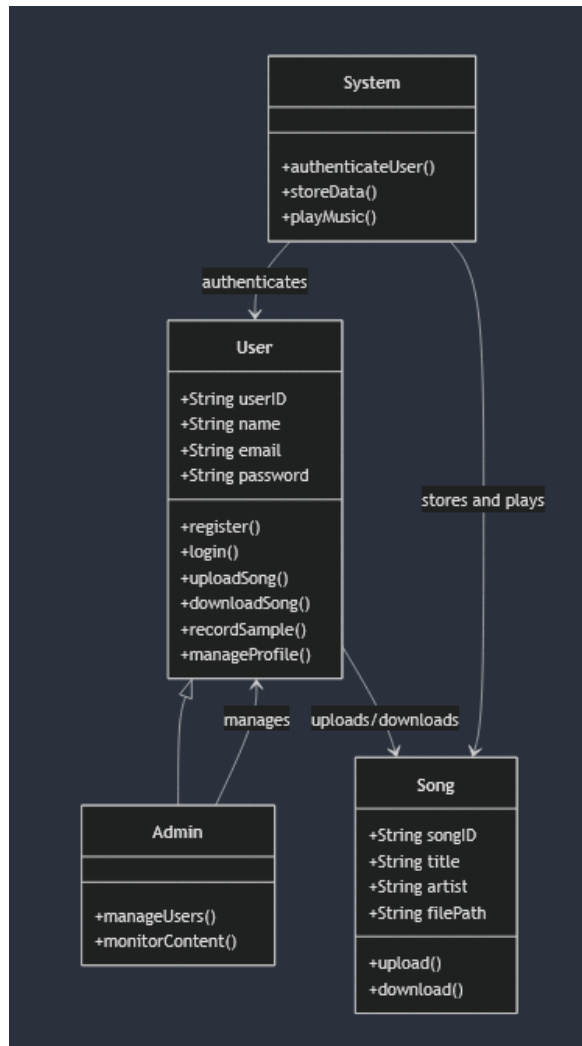 System
+authenticateUser()
+storeData()
+playMusic()
authenticates
User
+String userID
+String name
+String email
+String password
+register()
+login()
+uploadSong()
+downloadSong()
+recordSample()
+manageProfile()
stores and plays
manages
uploads/downloads
Admin
+manageUsers()
+monitorContent()
Song
+String songID
+String title
+String artist
+String filePath
+upload()
+download()